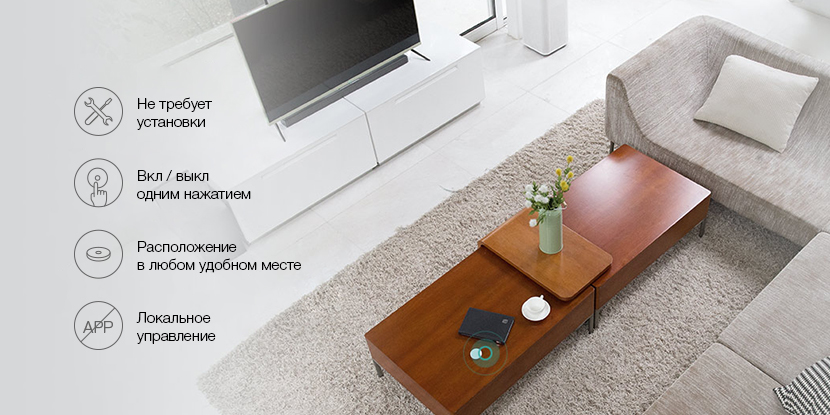 Не требует
установки
Вкл / выкл
одним нажатием
Расположение
в любом удобном месте
APP
Локальное
управление